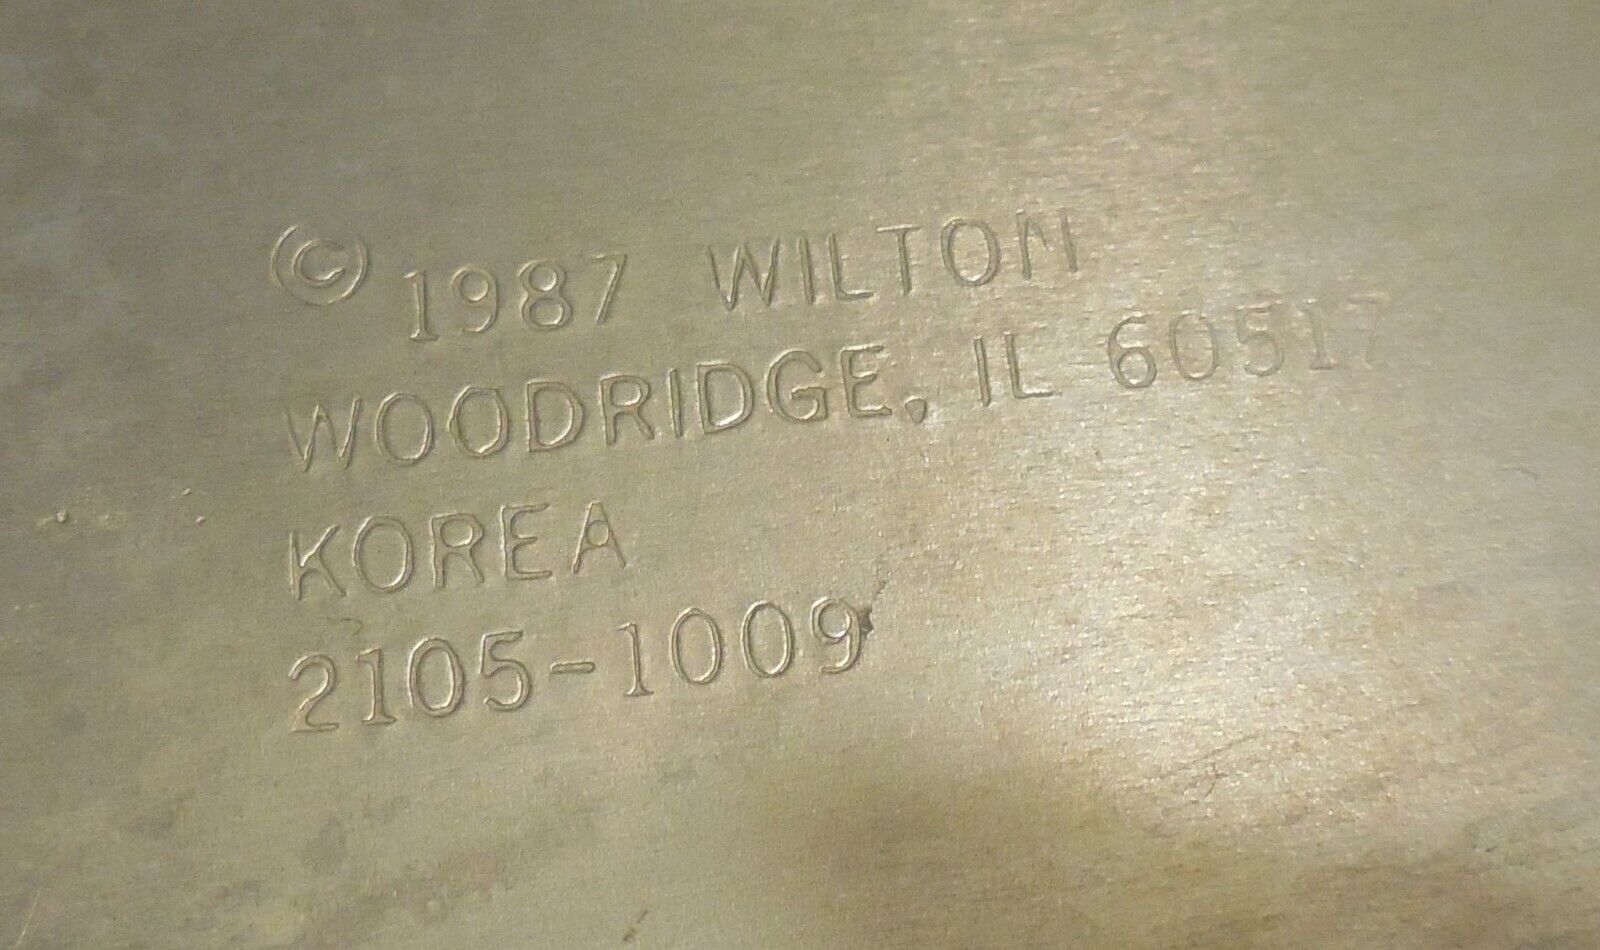 © 1987 WILTON
WOODRIDGE, IL 60517
KOREA
2105-1009